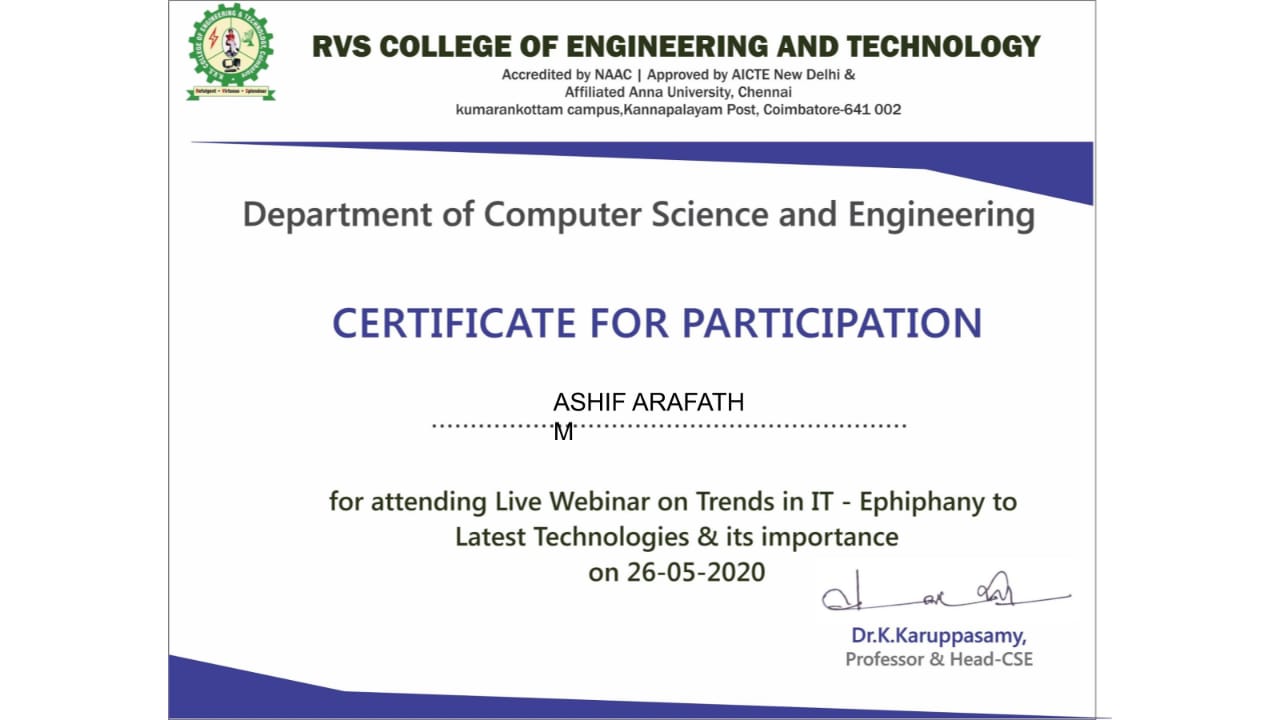 RVS COLLEGE OF ENGINEERING AND TECHNOLOGY
Accredited by NAAC | Approved by AICTE New Delhi &
Affiliated Anna University, Chennai
kumarankottam campus,Kannapalayam Post, Coimbatore-641 002
Department of Computer Science and Engineering
CERTIFICATE FOR PARTICIPATION
ASHIF ARAFATH
M
for attending Live Webinar on Trends in IT - Ephiphany to
Latest Technologies & its importance
on 26-05-2020
Dr.K.Karuppasamy,
Professor & Head-CSE